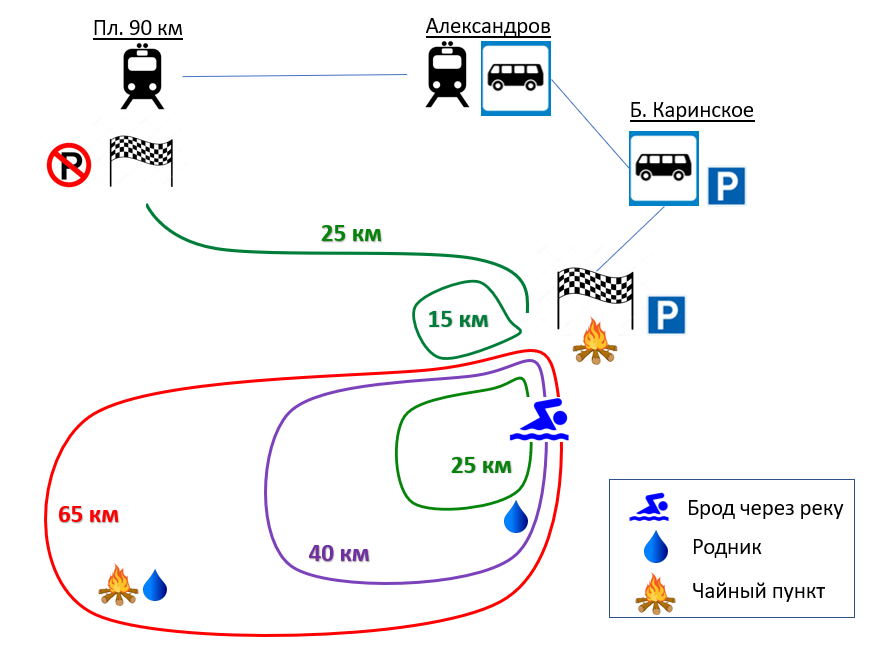 Пл. 90 км
Александров
Б. Каринское
P
P
25 км
15 км
P
25 км
65 км
40 км
Брод через реку
Родник
Чайный пункт